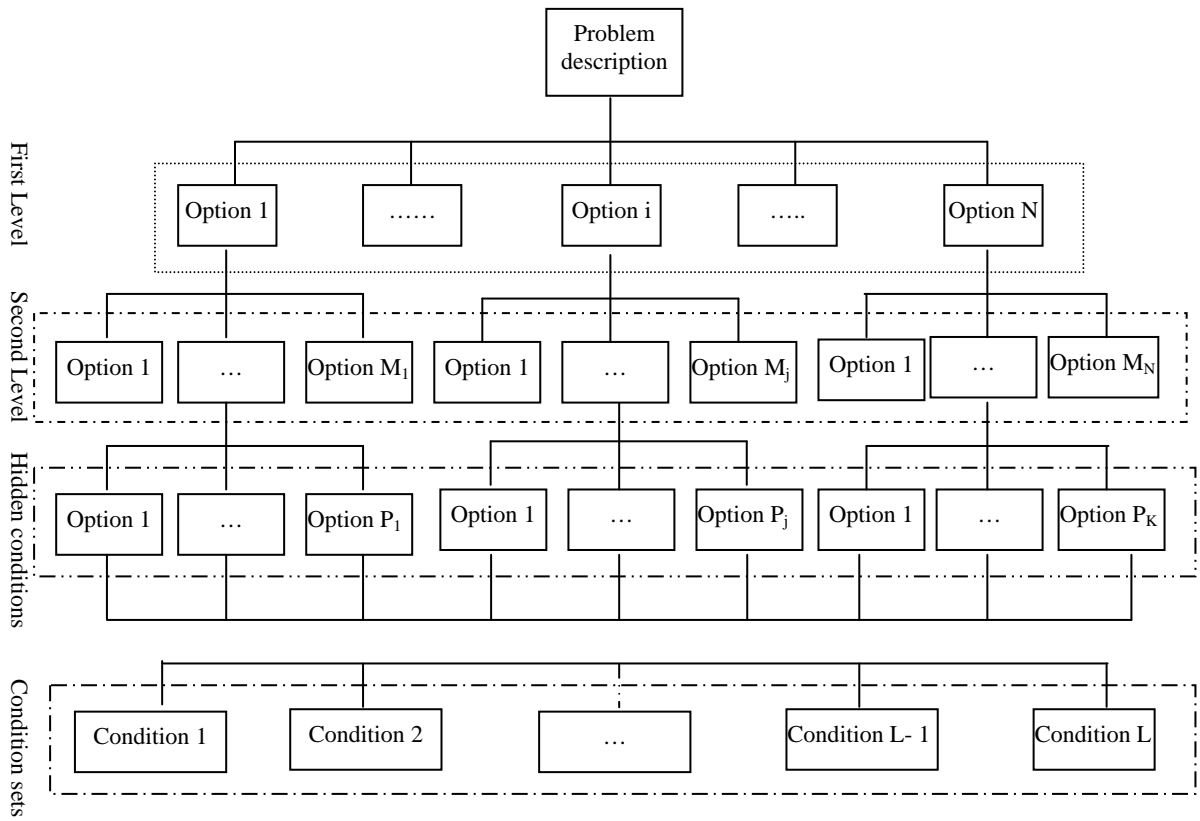 Problem
description
First Level
Option 1
……
Option i
…..
Option N
Second Level
Option 1
…
Option M₁
Option 1
…
Option Mⱼ
Option 1
…
Option M_N
Hidden conditions
Option 1
…
Option P₁
Option 1
…
Option Pⱼ
Option 1
…
Option P_K
Condition sets
Condition 1
Condition 2
…
Condition L- 1
Condition L